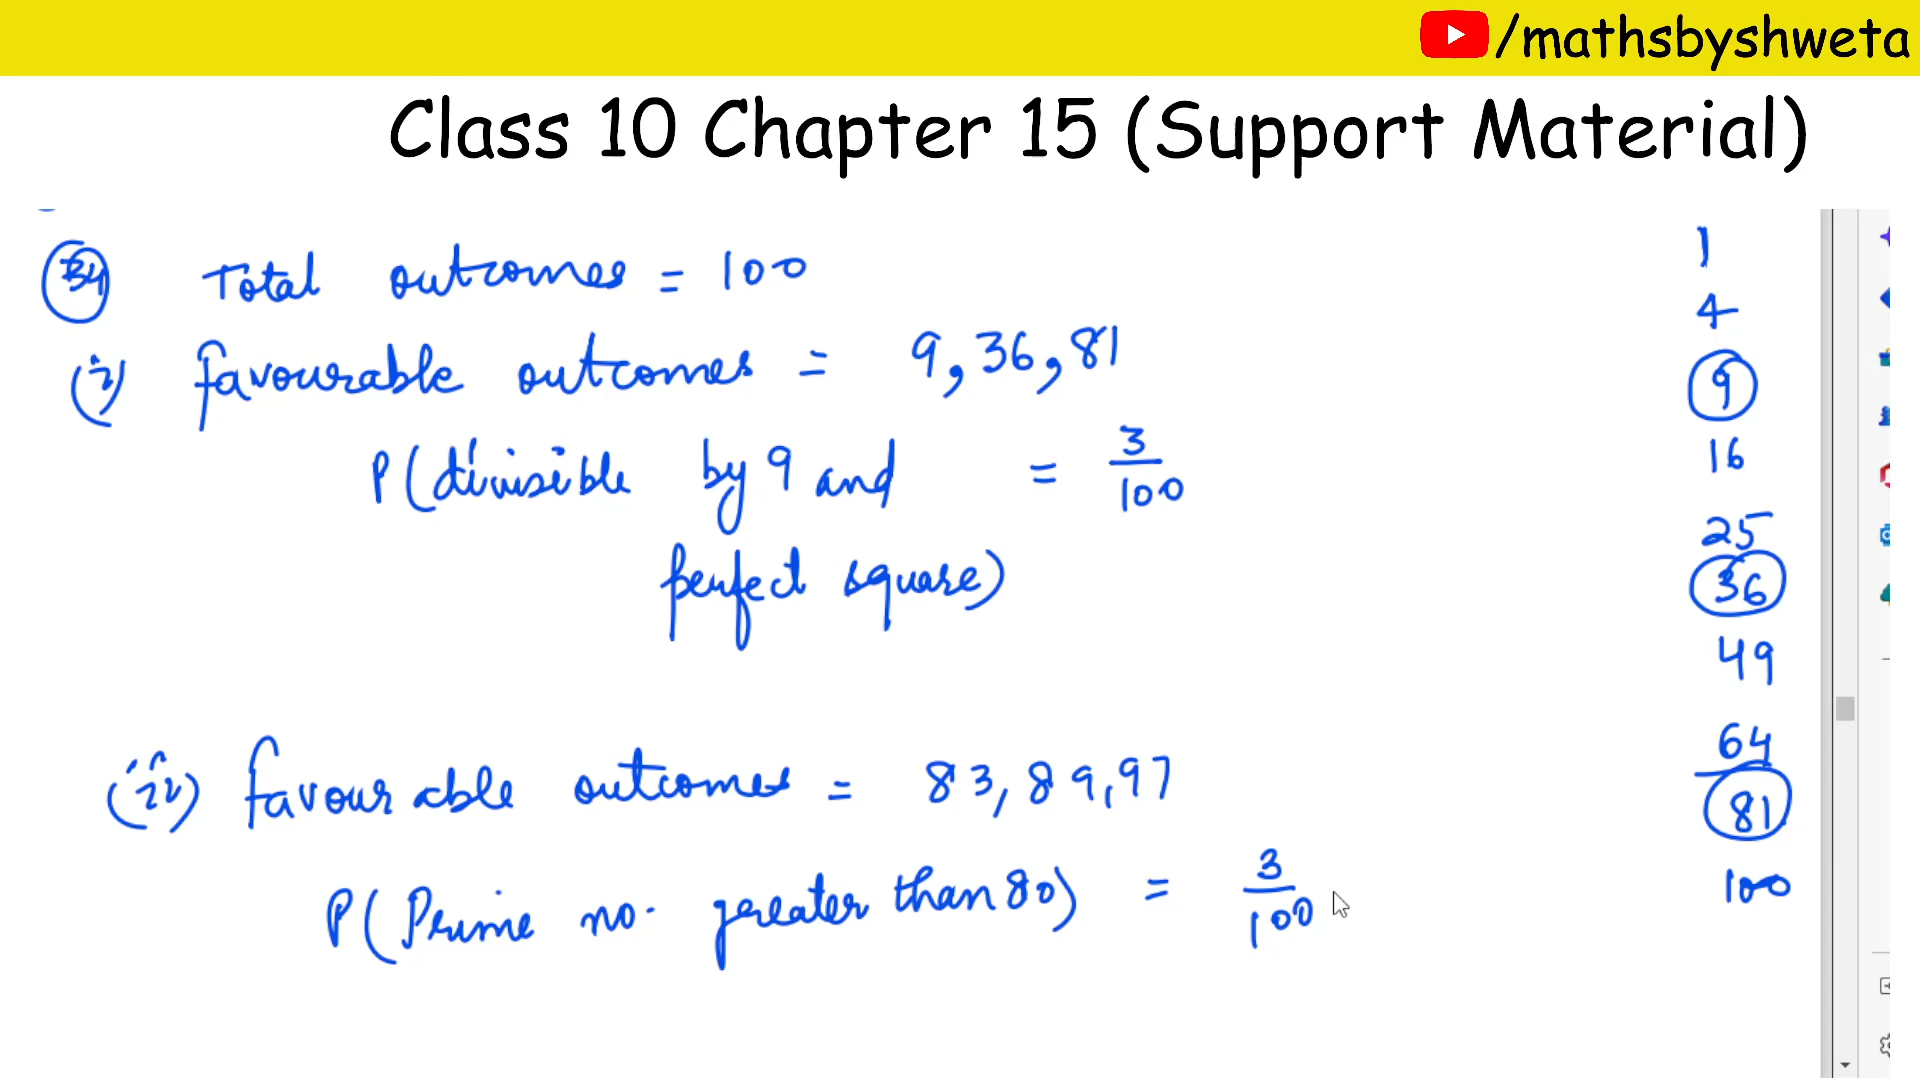 /mathsbyshweta
Class 10 Chapter 15 (Support Material)
34 Total outcomes = 100
(i) favourable outcomes = 9, 36, 81
P(divisible by 9 and = 3/100
perfect square)
(ii) favourable outcomes = 83, 89, 97
P(Prime no. greater than 80) = 3/100
1
4
9
16
25
36
49
64
81
100